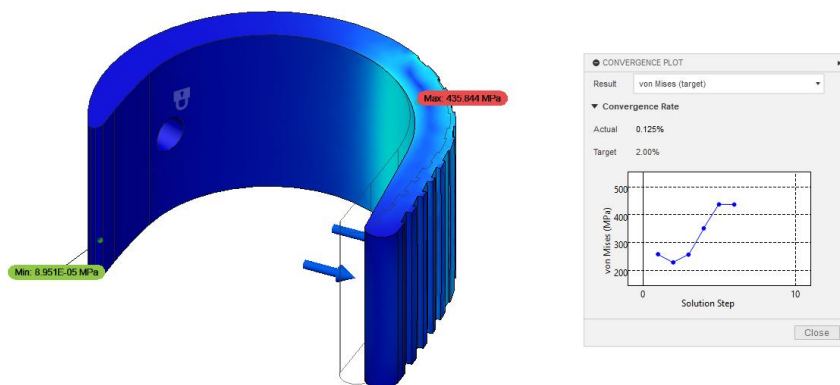 Max: 435.844 MPa
Min: 8.951E-05 MPa
CONVERGENCE PLOT
Result von Mises (target)
Convergence Rate
Actual 0.125%
Target 2.00%
von Mises (MPa)
500
400
300
200
0 10
Solution Step
Close